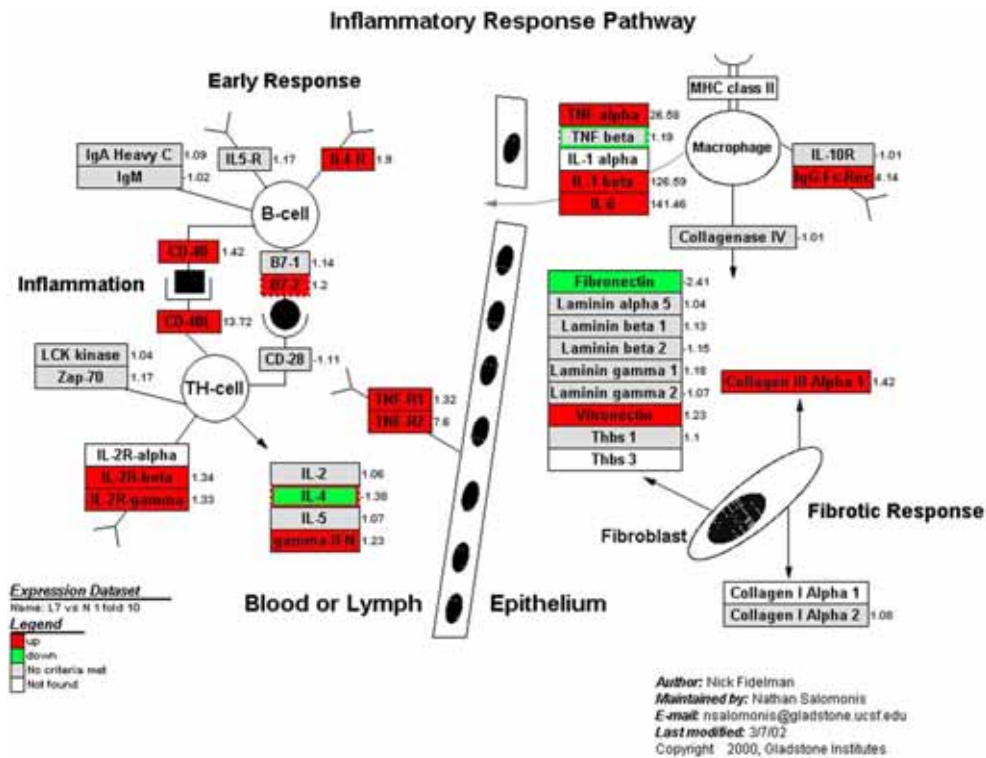 Inflammatory Response Pathway
Early Response
MHC class II
TNF alpha 26.58
TNF beta 1.19
IL-1 alpha
IL-1 beta 126.59
IL-6 141.46
Macrophage
IL-10R -1.01
IgG Fc Rec 4.14
Collagenase IV -1.01
IgA Heavy C 1.09
IgM -1.02
IL5-R 1.17
IL4-R 1.9
B-cell
CD-40 1.42
B7-1 1.14
B7-2 1.2
Inflammation
CD-40L 13.72
CD-28 -1.11
LCK kinase 1.04
Zap-70 1.17
TH-cell
Fibronectin -2.41
Laminin alpha 5 1.04
Laminin beta 1 1.13
Laminin beta 2 -1.15
Laminin gamma 1 1.18
Laminin gamma 2 -1.07
Vitronectin 1.23
Thbs 1 1.1
Thbs 3
Collagen III Alpha 1 1.42
TNF-R1 1.32
TNF-R2 7.6
IL-2R-alpha
IL-2R-beta 1.34
IL-2R-gamma 1.33
IL-2 1.06
IL-4 -1.38
IL-5 1.07
gamma-IFN 1.23
Fibroblast
Fibrotic Response
Collagen I Alpha 1
Collagen I Alpha 2 1.08
Blood or Lymph
Epithelium
Expression Dataset
Name: L7 vs N 1 fold 10
Legend
up
down
No criteria met
Not found
Author: Nick Fidelman
Maintained by: Nathan Salomonis
E-mail: nsalomonis@gladstone.ucsf.edu
Last modified: 3/7/02
Copyright 2000, Gladstone Institutes